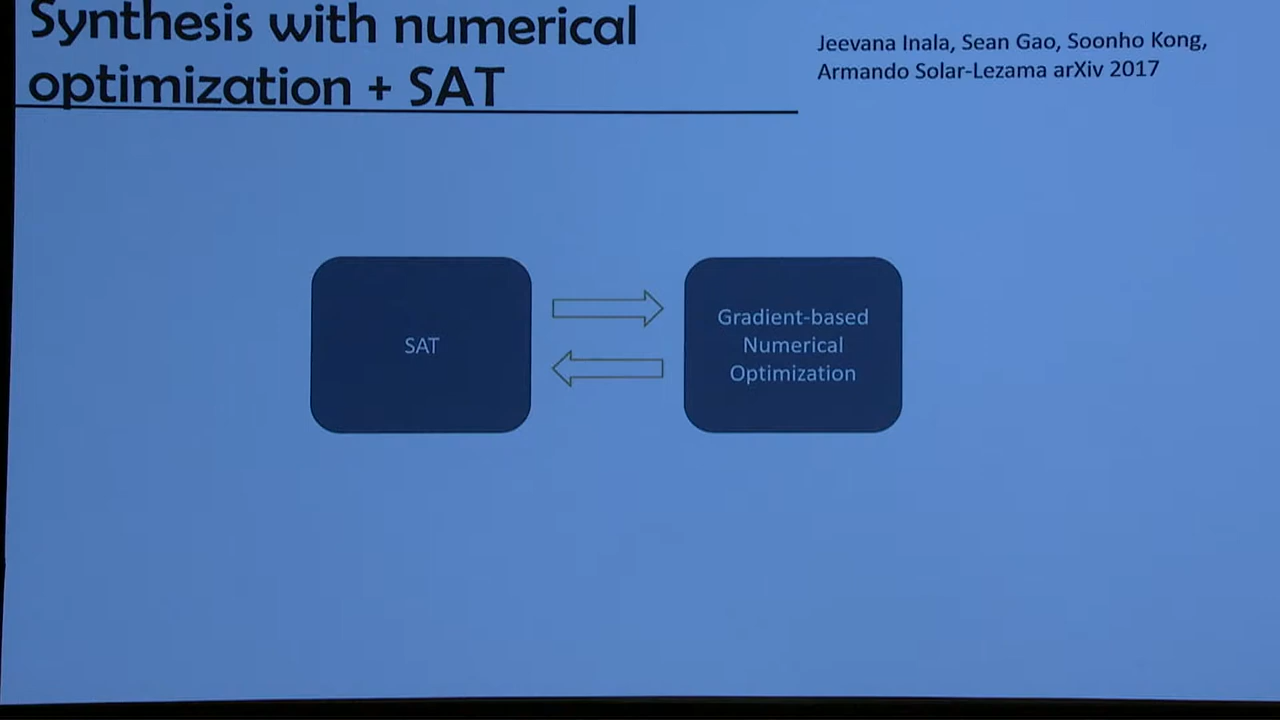 Synthesis with numerical
optimization + SAT
Jeevana Inala, Sean Gao, Soonho Kong,
Armando Solar-Lezama arXiv 2017
SAT
Gradient-based
Numerical
Optimization